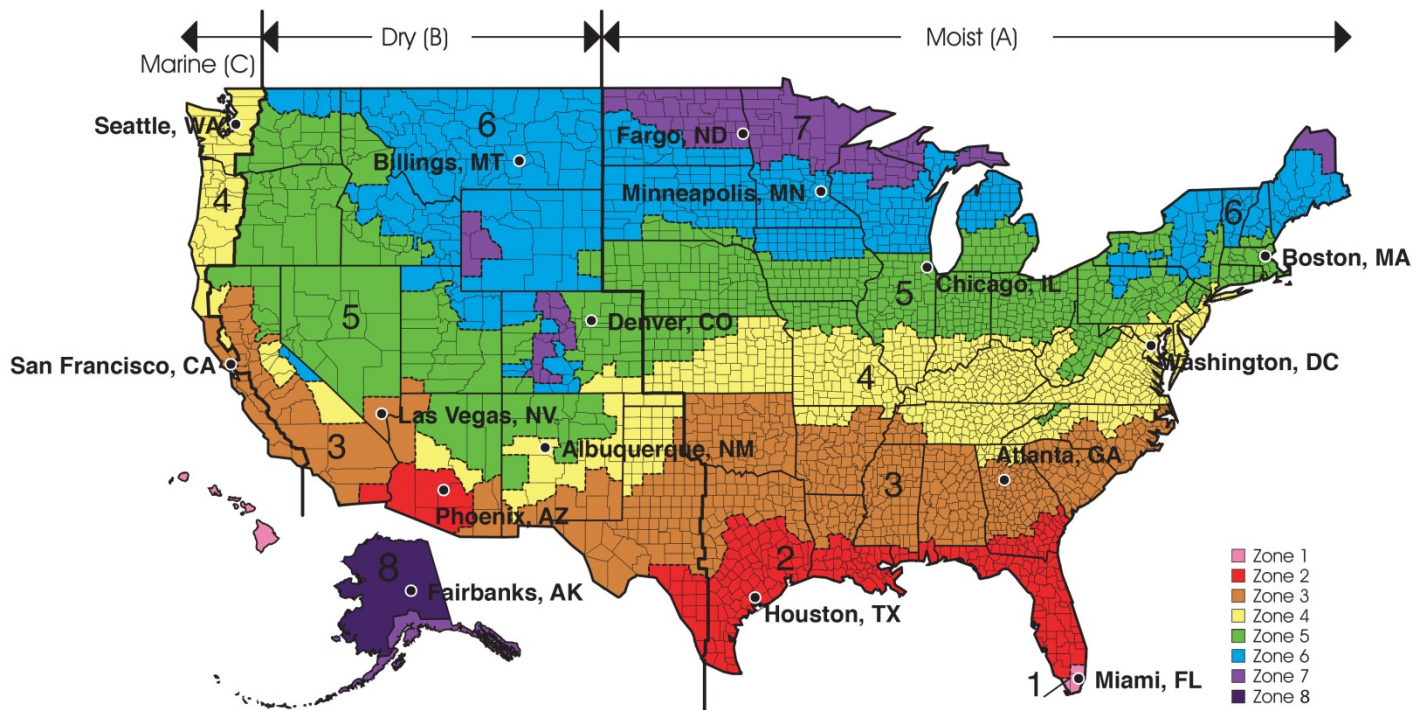 Dry (B)
Moist (A)
Marine (C)
Seattle, WA
6
Fargo, ND
7
Billings, MT
Minneapolis, MN
4
6
Boston, MA
5
5
Chicago, IL
Denver, CO
San Francisco, CA
4
Washington, DC
Las Vegas, NV
3
Albuquerque, NM
Atlanta, GA
3
Phoenix, AZ
8
2
Fairbanks, AK
Houston, TX
1
Miami, FL
Zone 1
Zone 2
Zone 3
Zone 4
Zone 5
Zone 6
Zone 7
Zone 8